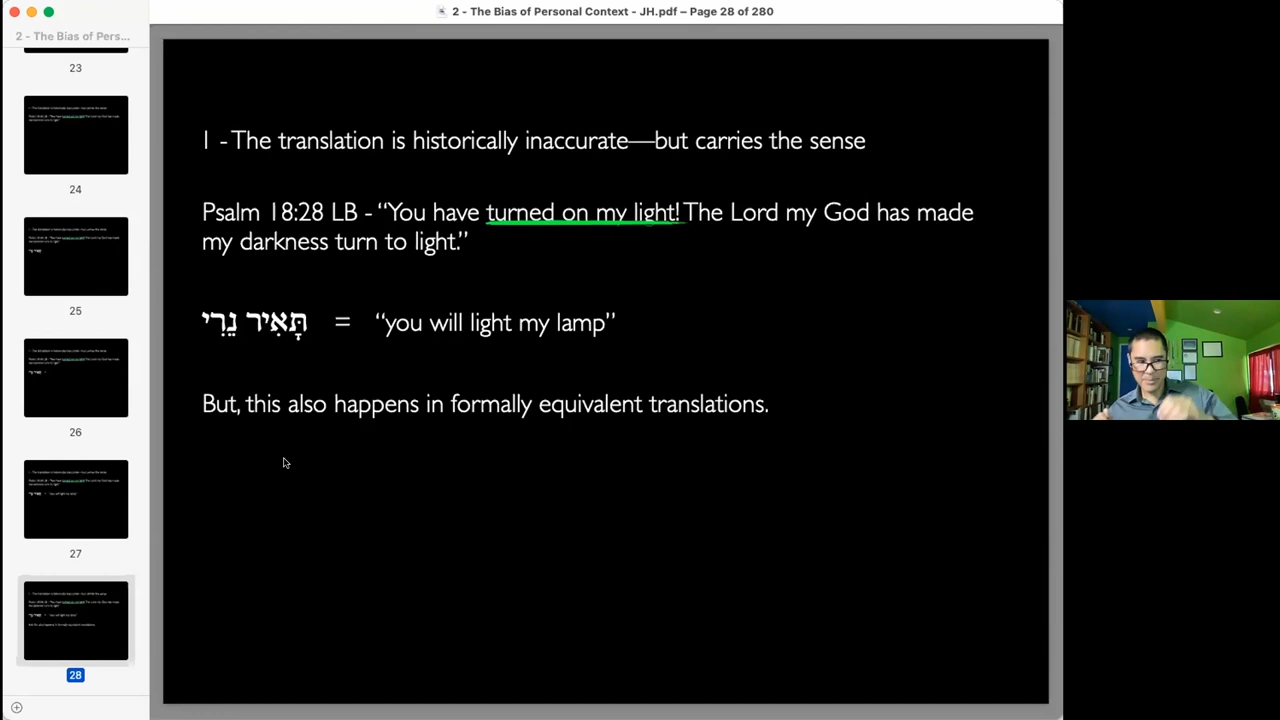 2 - The Bias of Personal Context - JH.pdf – Page 28 of 280
2 - The Bias of Pers...
23
24
25
26
27
28
1 - The translation is historically inaccurate—but carries the sense
Psalm 18:28 LB - “You have turned on my light! The Lord my God has made
my darkness turn to light.”
תָּאִיר נֵרִי = “you will light my lamp”
But, this also happens in formally equivalent translations.